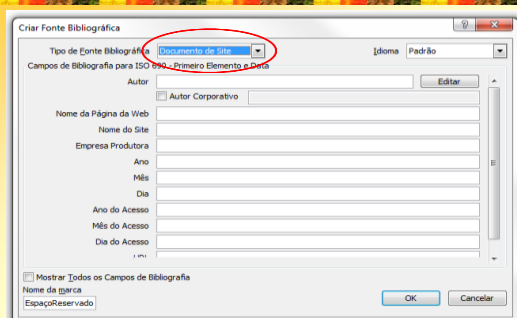 Criar Fonte Bibliográfica
Tipo de Fonte Bibliográfica Documento de Site Idioma Padrão
Campos de Bibliografia para ISO 690 - Primeiro Elemento e Data
Autor Editar
Autor Corporativo
Nome da Página da Web
Nome do Site
Empresa Produtora
Ano
Mês
Dia
Ano do Acesso
Mês do Acesso
Dia do Acesso
URL
Mostrar Todos os Campos de Bibliografia
Nome da marca
EspaçoReservado
OK Cancelar